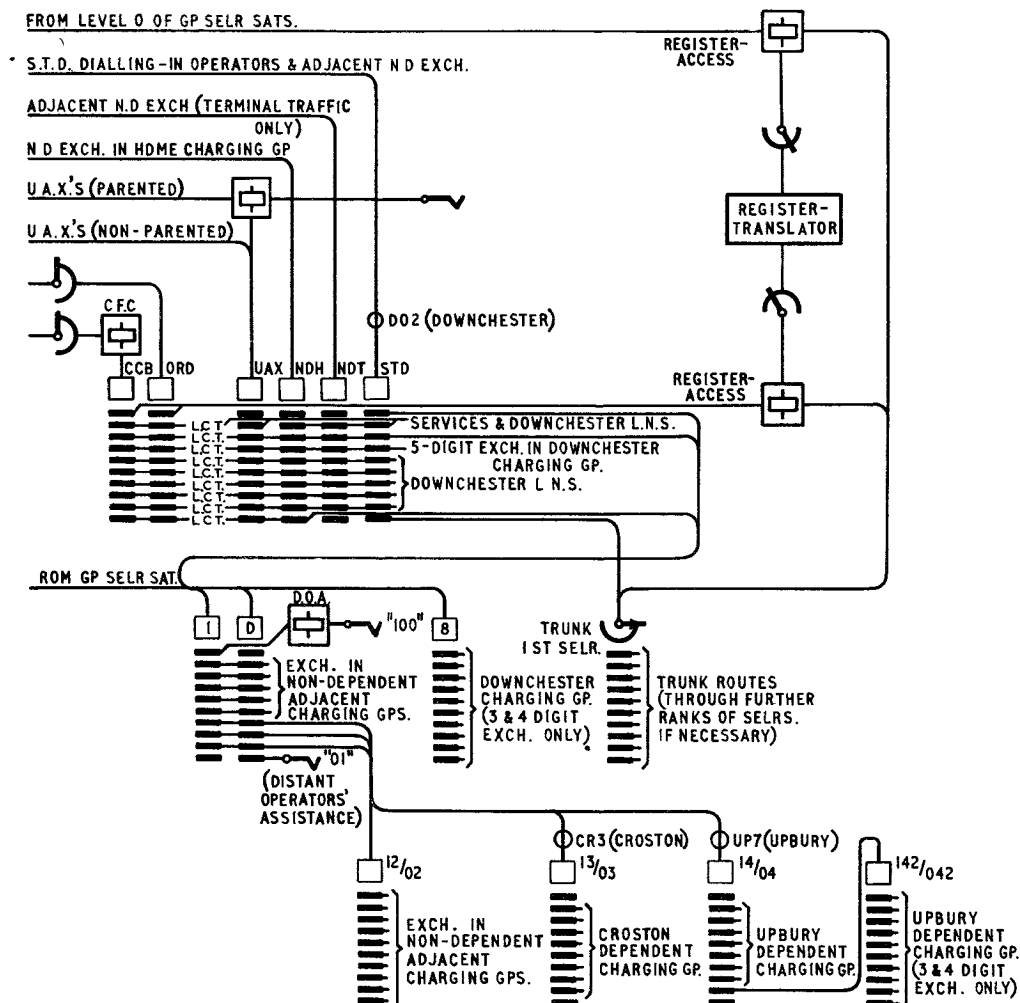 FROM LEVEL 0 OF GP SELR SATS.
REGISTER-
ACCESS
S.T.D. DIALLING-IN OPERATORS & ADJACENT N D EXCH.
ADJACENT N.D EXCH (TERMINAL TRAFFIC
ONLY)
N D EXCH. IN HOME CHARGING GP
U.A.X.'S (PARENTED)
REGISTER-
TRANSLATOR
U A.X.'S (NON-PARENTED)
C F.C
DO2 (DOWNCHESTER)
CCB ORD UAX NDH NDT STD
REGISTER-
ACCESS
L.C.T SERVICES & DOWNCHESTER L.N.S.
L.C.T.
L.C.T. 5-DIGIT EXCH. IN DOWNCHESTER
CHARGING GP.
L.C.T.
L.C.T.
L.C.T. DOWNCHESTER L N.S.
L.C.T.
L.C.T.
L.C.T.
ROM GP SELR SAT.
D.O.A.
1 D "100" 8
TRUNK
1 ST SELR.
EXCH. IN
NON-DEPENDENT
ADJACENT
CHARGING GPS.
DOWNCHESTER
CHARGING GP.
(3 & 4 DIGIT
EXCH. ONLY)
TRUNK ROUTES
(THROUGH FURTHER
RANKS OF SELRS.
IF NECESSARY)
"01"
(DISTANT
OPERATORS'
ASSISTANCE)
CR3 (CROSTON) UP7 (UPBURY)
12/02 13/03 14/04 142/042
EXCH. IN
NON-DEPENDENT
ADJACENT
CHARGING GPS.
CROSTON
DEPENDENT
CHARGING GP.
UPBURY
DEPENDENT
CHARGING GP.
UPBURY
DEPENDENT
CHARGING GP.
(3 & 4 DIGIT
EXCH. ONLY)